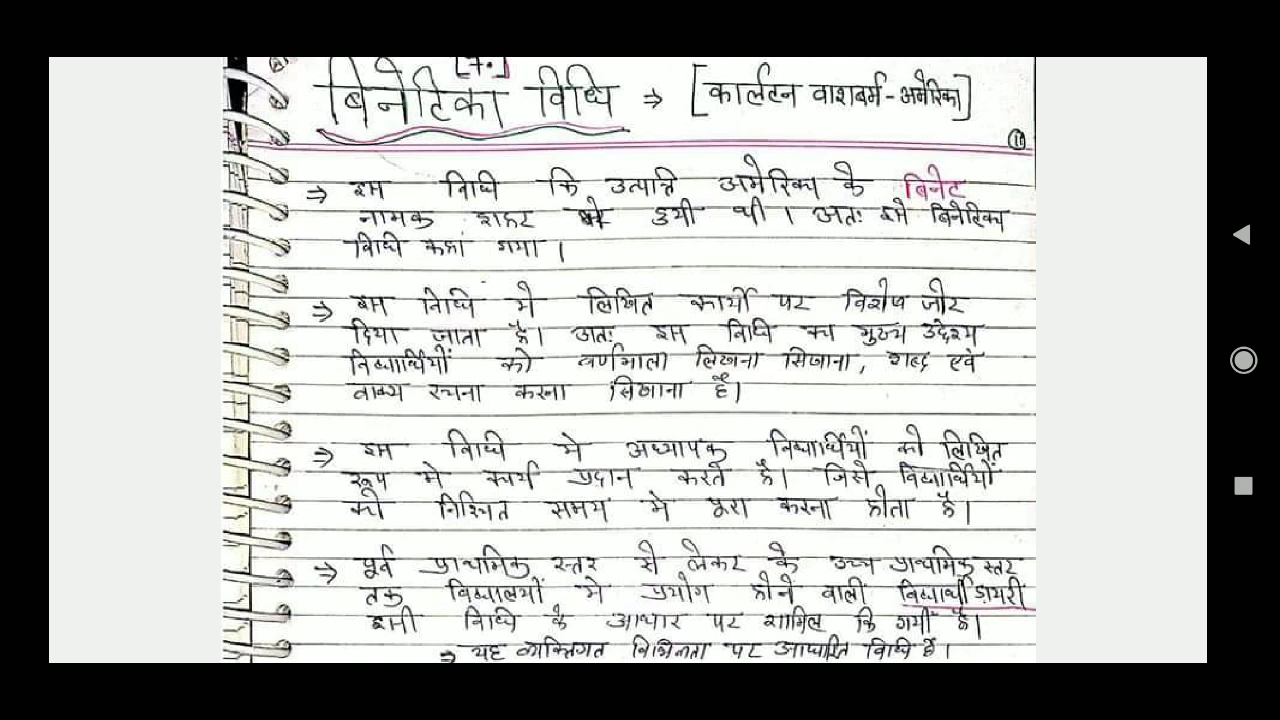 [7.]
बिनेटिका विधि ⇒ [कार्लटन वाशबर्म - अमेरिका]
10
⇒ इस विधि कि उत्पत्ति अमेरिका के बिनेट
नामक शहर से हुयी थी । अतः इसे बिनेटिका
विधि कहा गया ।
⇒ इस विधि मे लिखित कार्यो पर विशेष जोर
दिया जाता है। अतः इस विधि का मुख्य उद्देश्य
विद्यार्थियों को वर्णमाला लिखना सिखाना, शब्द एवं
वाक्य रचना करना सिखाना है।
⇒ इस विधि मे अध्यापक विद्यार्थियों को लिखित
रूप मे कार्य प्रदान करते है। जिसे विद्यार्थियों
को निश्चित समय मे पूरा करना होता है।
⇒ पूर्व प्राथमिक स्तर से लेकर के उच्च प्राथमिक स्तर
तक विद्यालयों मे प्रयोग होने वाली विद्यार्थी डायरी
इसी विधि के आधार पर शामिल कि गयी है।
⇒ यह व्यक्तिगत विभिन्नता पर आधारित विधि है।